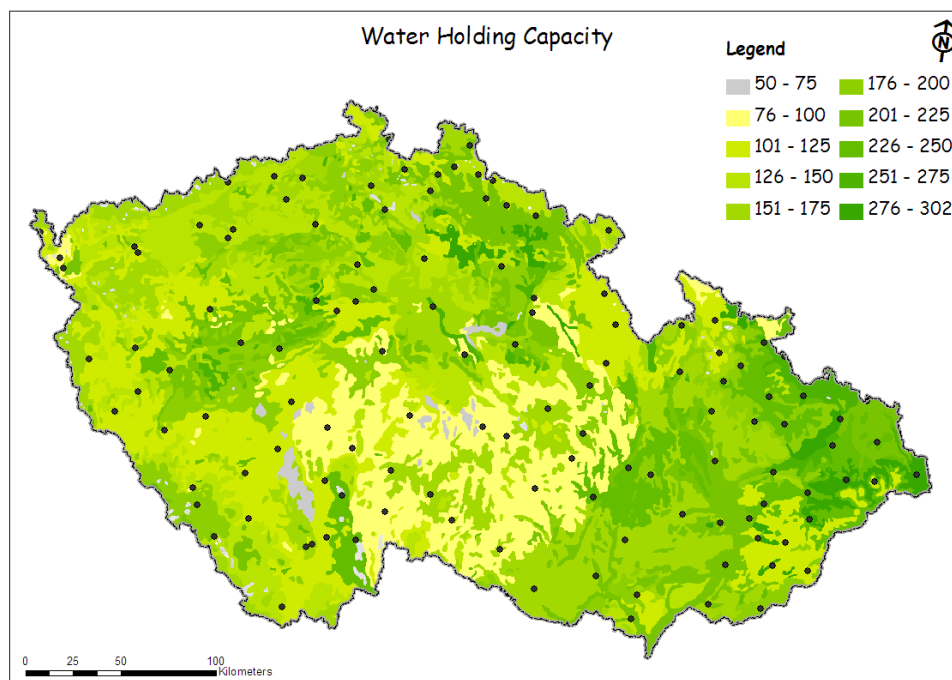 Water Holding Capacity
N
Legend
50 - 75
76 - 100
101 - 125
126 - 150
151 - 175
176 - 200
201 - 225
226 - 250
251 - 275
276 - 302
0 25 50 100
Kilometers